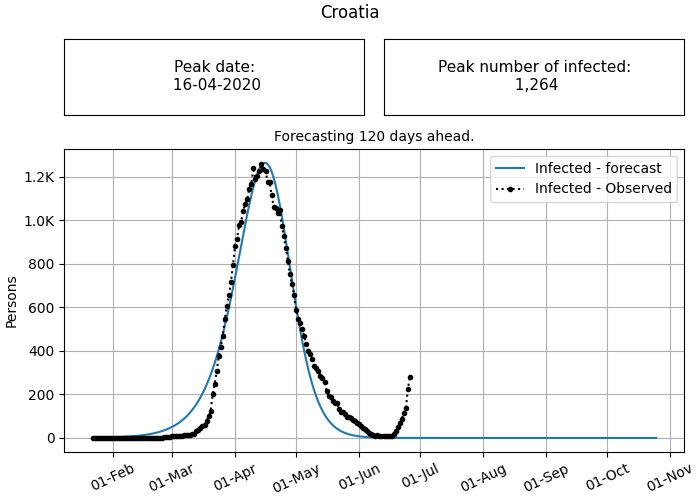 Croatia
Peak date:
16-04-2020
Peak number of infected:
1,264
Forecasting 120 days ahead.
Infected - forecast
Infected - Observed
Persons
1.2K
1.0K
800
600
400
200
0
01-Feb
01-Mar
01-Apr
01-May
01-Jun
01-Jul
01-Aug
01-Sep
01-Oct
01-Nov